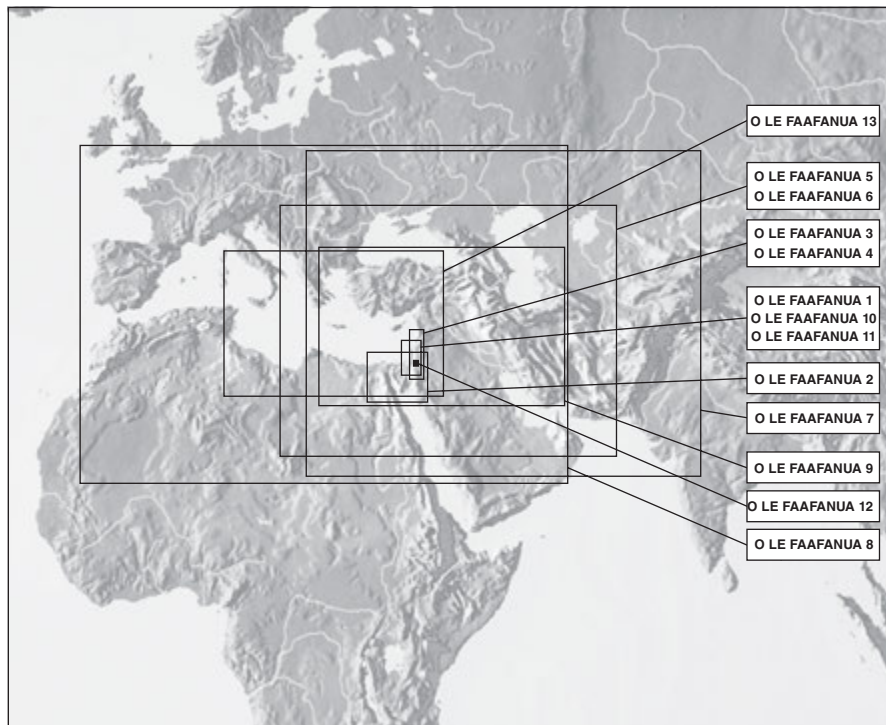 O LE FAAFANUA 13
O LE FAAFANUA 5
O LE FAAFANUA 6
O LE FAAFANUA 3
O LE FAAFANUA 4
O LE FAAFANUA 1
O LE FAAFANUA 10
O LE FAAFANUA 11
O LE FAAFANUA 2
O LE FAAFANUA 7
O LE FAAFANUA 9
O LE FAAFANUA 12
O LE FAAFANUA 8